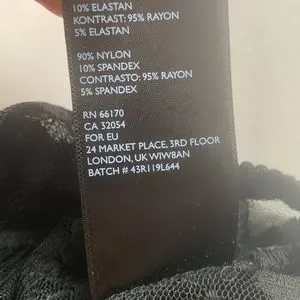 10% ELASTAN
KONTRAST: 95% RAYON
5% ELASTAN
90% NYLON
10% SPANDEX
CONTRASTO: 95% RAYON
5% SPANDEX
RN 66170
CA 32054
FOR EU
24 MARKET PLACE, 3RD FLOOR
LONDON, UK WIW8AN
BATCH # 43R119L644